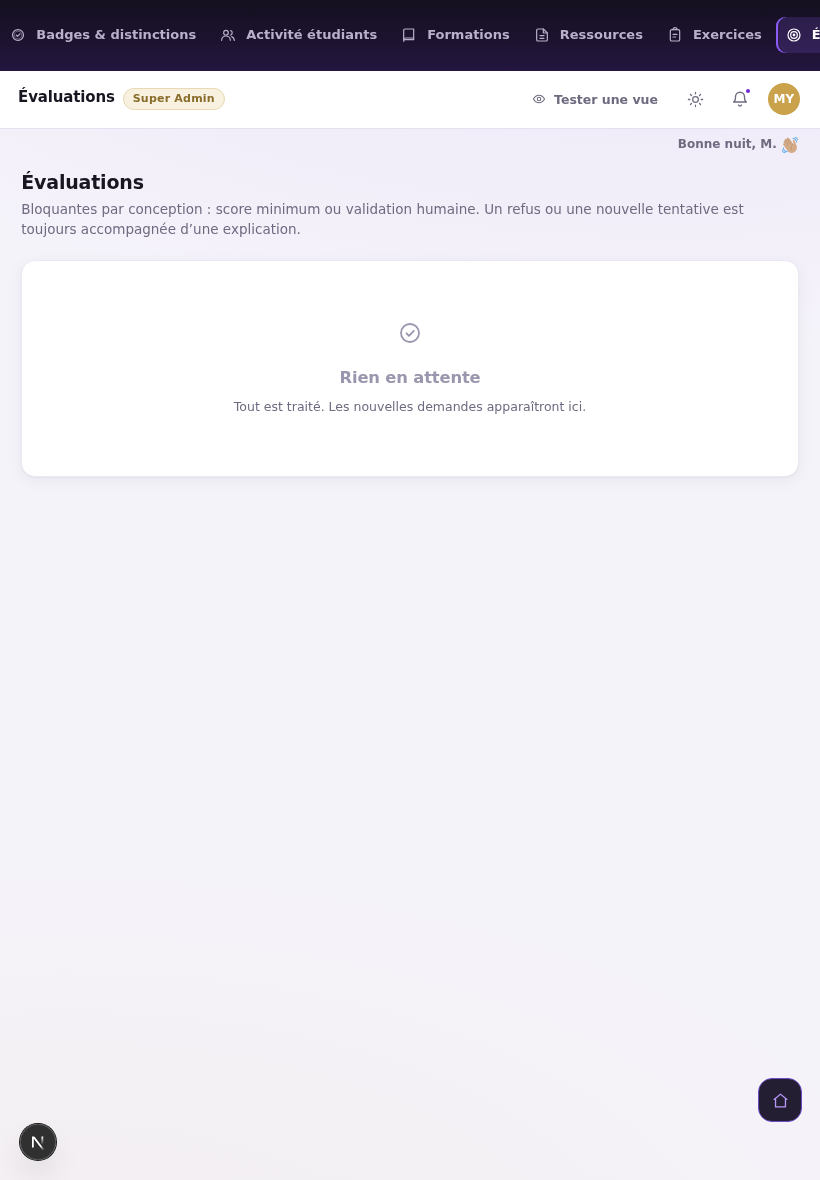 Badges & distinctions
Activité étudiants
Formations
Ressources
Exercices
Évaluations
Super Admin
Tester une vue
MY
Bonne nuit, M. 👋🏼
Évaluations
Bloquantes par conception : score minimum ou validation humaine. Un refus ou une nouvelle tentative est
toujours accompagnée d’une explication.
Rien en attente
Tout est traité. Les nouvelles demandes apparaîtront ici.